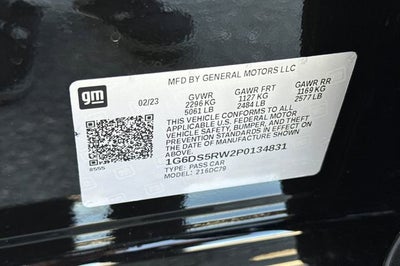 MFD BY GENERAL MOTORS LLC
gm
02/23
GVWR
2296 KG
5061 LB
GAWR FRT
1127 KG
2484 LB
GAWR RR
1169 KG
2577 LB
THIS VEHICLE CONFORMS TO ALL
APPLICABLE U.S. FEDERAL MOTOR
VEHICLE SAFETY, BUMPER, AND THEFT
PREVENTION STANDARDS IN EFFECT ON
THE DATE OF MANUFACTURE SHOWN ABOVE.
1G6DS5RW2P0134831
TYPE: PASS CAR
MODEL: 216DC79